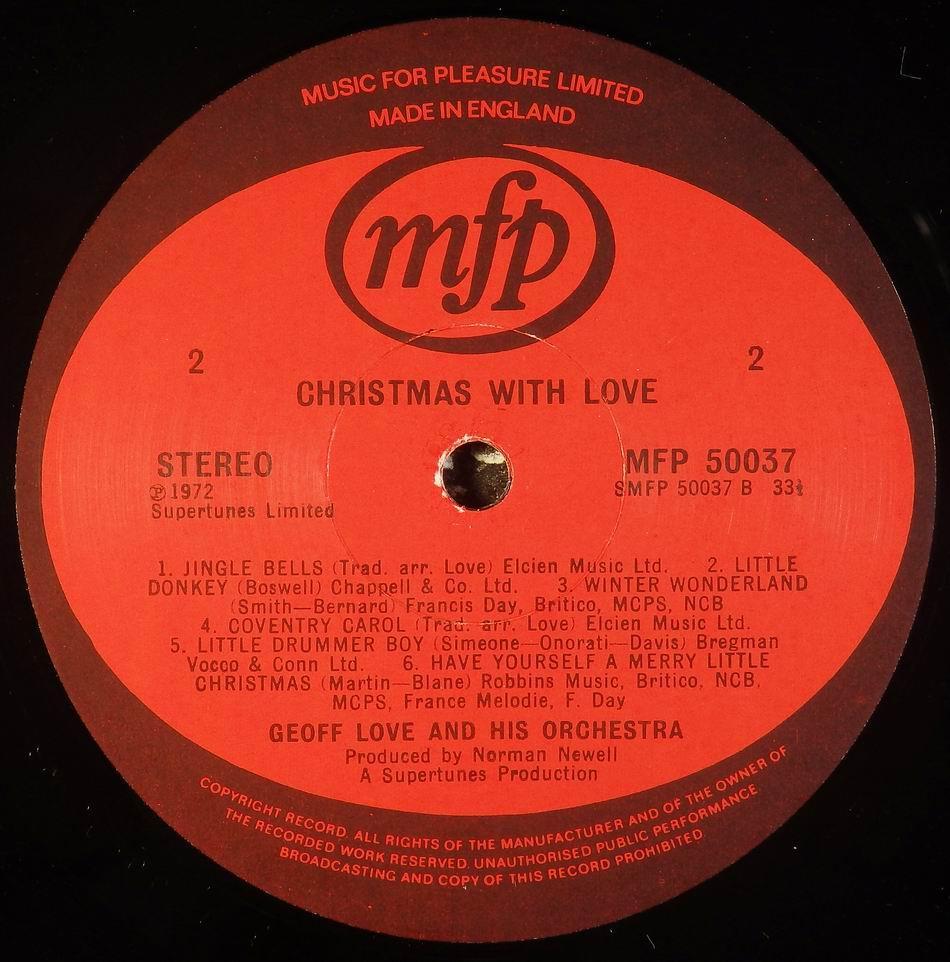 MUSIC FOR PLEASURE LIMITED
MADE IN ENGLAND
mfp
2 2
CHRISTMAS WITH LOVE
STEREO MFP 50037
℗ 1972 SMFP 50037 B 33⅓
Supertunes Limited
1. JINGLE BELLS (Trad. arr. Love) Elcien Music Ltd. 2. LITTLE
DONKEY (Boswell) Chappell & Co. Ltd. 3. WINTER WONDERLAND
(Smith—Bernard) Francis Day, Britico, MCPS, NCB
4. COVENTRY CAROL (Trad. arr. Love) Elcien Music Ltd.
5. LITTLE DRUMMER BOY (Simeone—Onorati—Davis) Bregman
Vocco & Conn Ltd. 6. HAVE YOURSELF A MERRY LITTLE
CHRISTMAS (Martin—Blane) Robbins Music, Britico, NCB,
MCPS, France Melodie, F. Day
GEOFF LOVE AND HIS ORCHESTRA
Produced by Norman Newell
A Supertunes Production
COPYRIGHT RECORD. ALL RIGHTS OF THE MANUFACTURER AND OF THE OWNER OF
THE RECORDED WORK RESERVED. UNAUTHORISED PUBLIC PERFORMANCE
BROADCASTING AND COPY OF THIS RECORD PROHIBITED